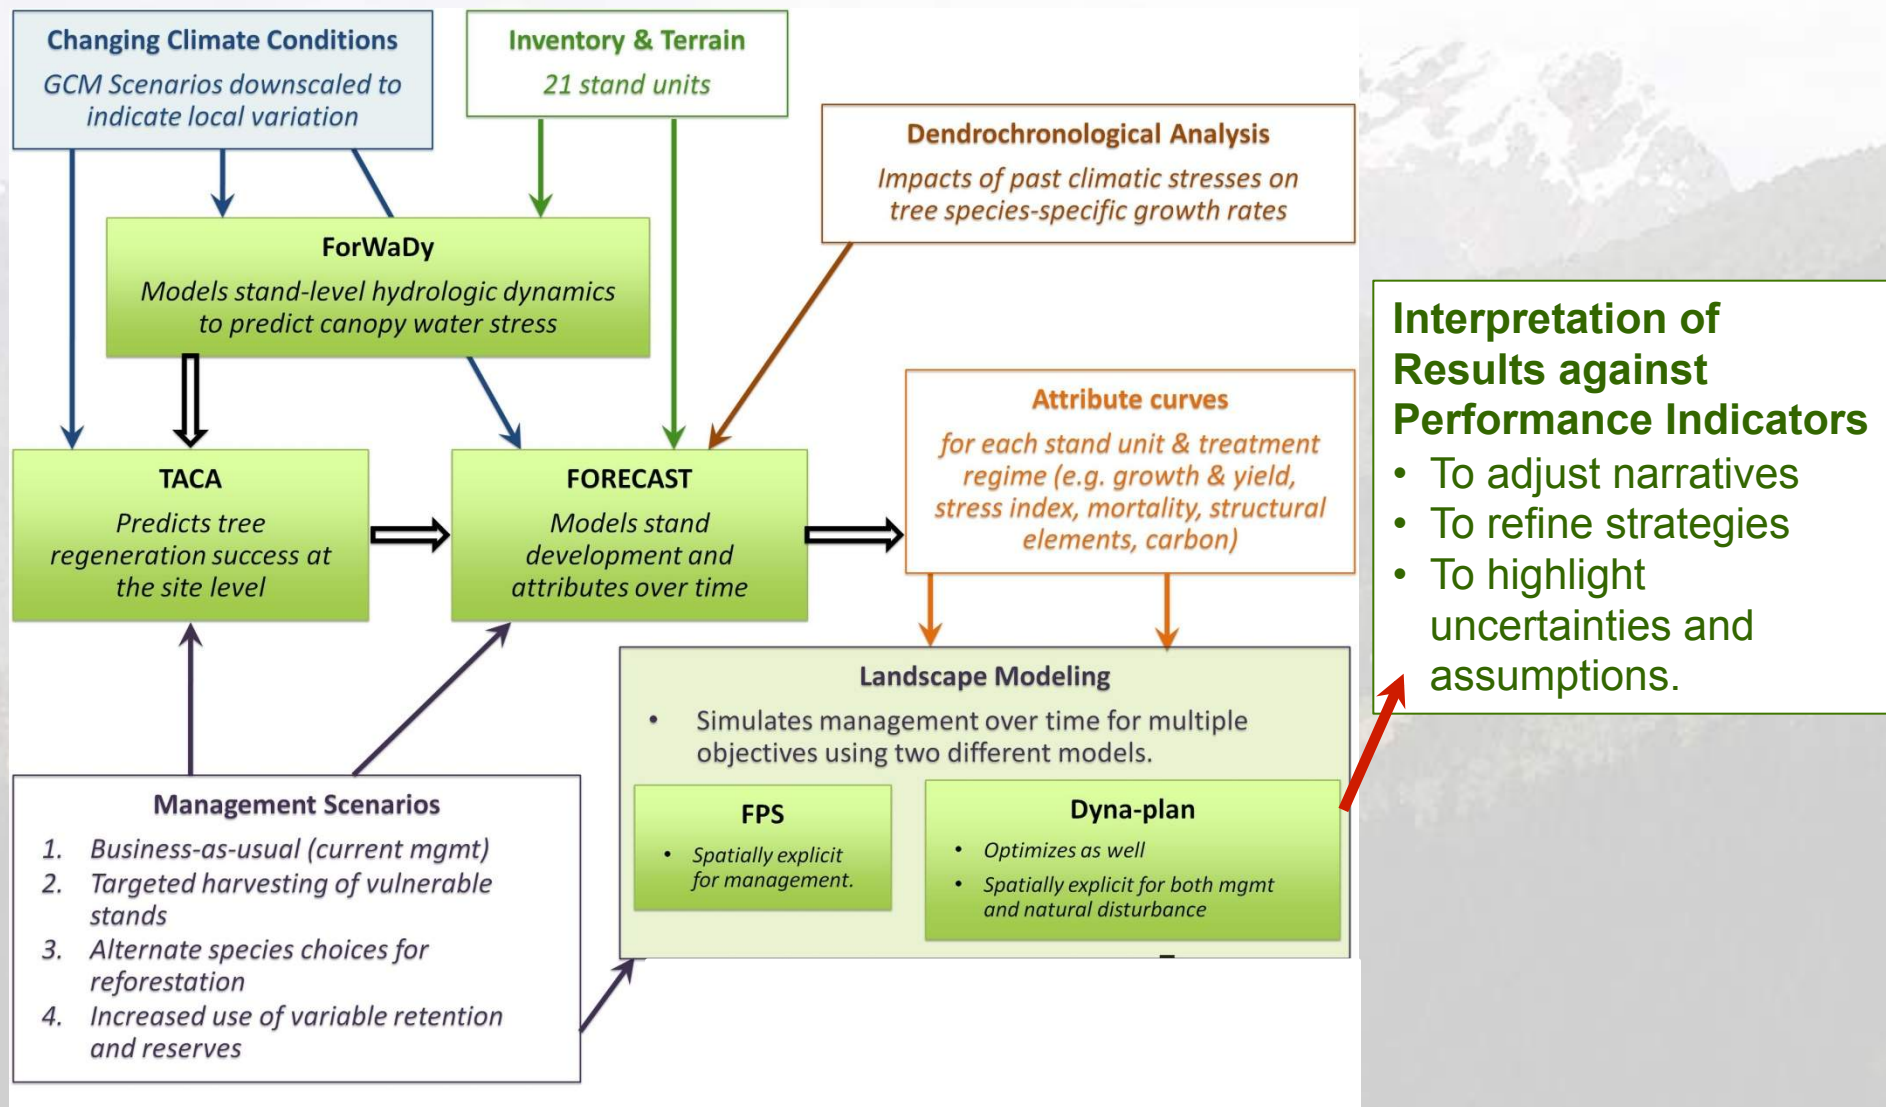 Changing Climate Conditions
GCM Scenarios downscaled to
indicate local variation
Inventory & Terrain
21 stand units
Dendrochronological Analysis
Impacts of past climatic stresses on
tree species-specific growth rates
ForWaDy
Models stand-level hydrologic dynamics
to predict canopy water stress
TACA
Predicts tree
regeneration success at
the site level
FORECAST
Models stand
development and
attributes over time
Attribute curves
for each stand unit & treatment
regime (e.g. growth & yield,
stress index, mortality, structural
elements, carbon)
Interpretation of
Results against
Performance Indicators
• To adjust narratives
• To refine strategies
• To highlight
uncertainties and
assumptions.
Landscape Modeling
• Simulates management over time for multiple
objectives using two different models.
FPS
• Spatially explicit
for management.
Dyna-plan
• Optimizes as well
• Spatially explicit for both mgmt
and natural disturbance
Management Scenarios
1. Business-as-usual (current mgmt)
2. Targeted harvesting of vulnerable
stands
3. Alternate species choices for
reforestation
4. Increased use of variable retention
and reserves